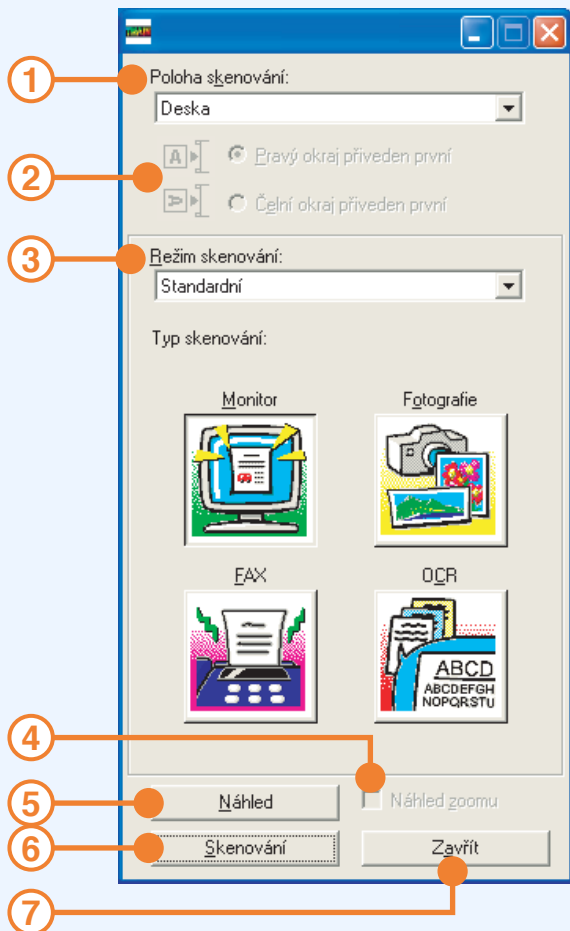 1
Poloha skenování:
Deska
A
2
Pravý okraj přiveden první
A
Čelní okraj přiveden první
3
Režim skenování:
Standardní
Typ skenování:
Monitor
Fotografie
FAX
OCR
ABCD
ABCDEFGH
NOPQRSTU
4
5
Náhled
Náhled zoomu
6
Skenování
Zavřít
7